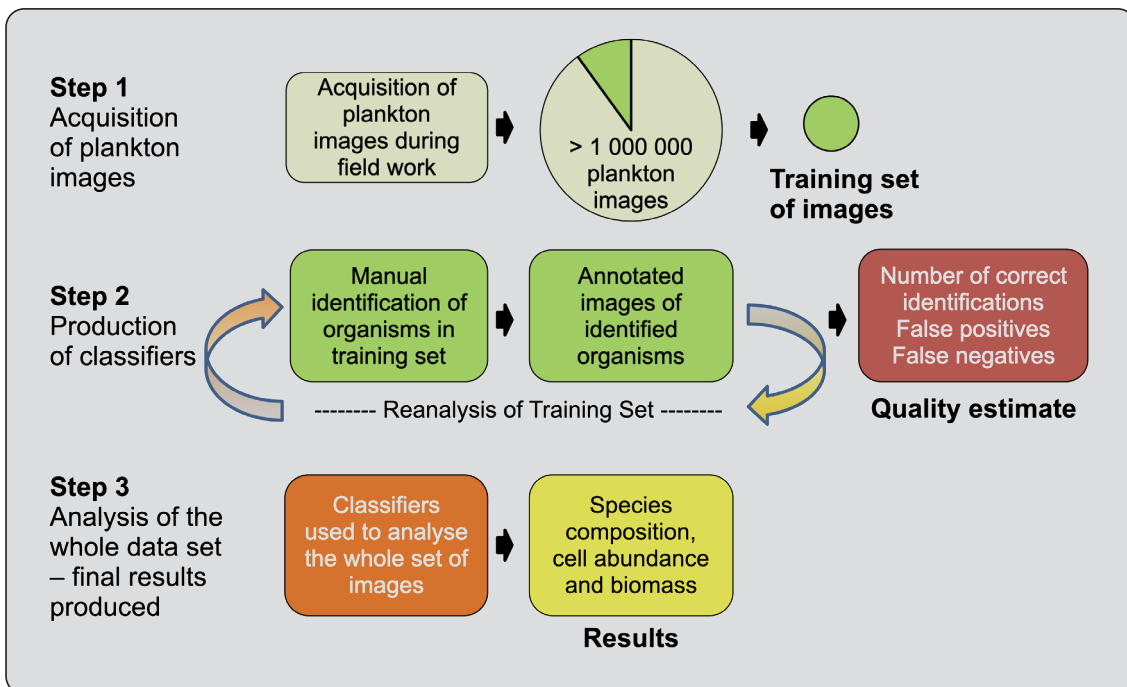 Step 1
Acquisition
of plankton
images
Acquisition of
plankton
images during
field work
> 1 000 000
plankton
images
Training set
of images
Step 2
Production
of classifiers
Manual
identification of
organisms in
training set
Annotated
images of
identified
organisms
Number of correct
identifications
False positives
False negatives
-------- Reanalysis of Training Set --------
Quality estimate
Step 3
Analysis of the
whole data set
– final results
produced
Classifiers
used to analyse
the whole set of
images
Species
composition,
cell abundance
and biomass
Results